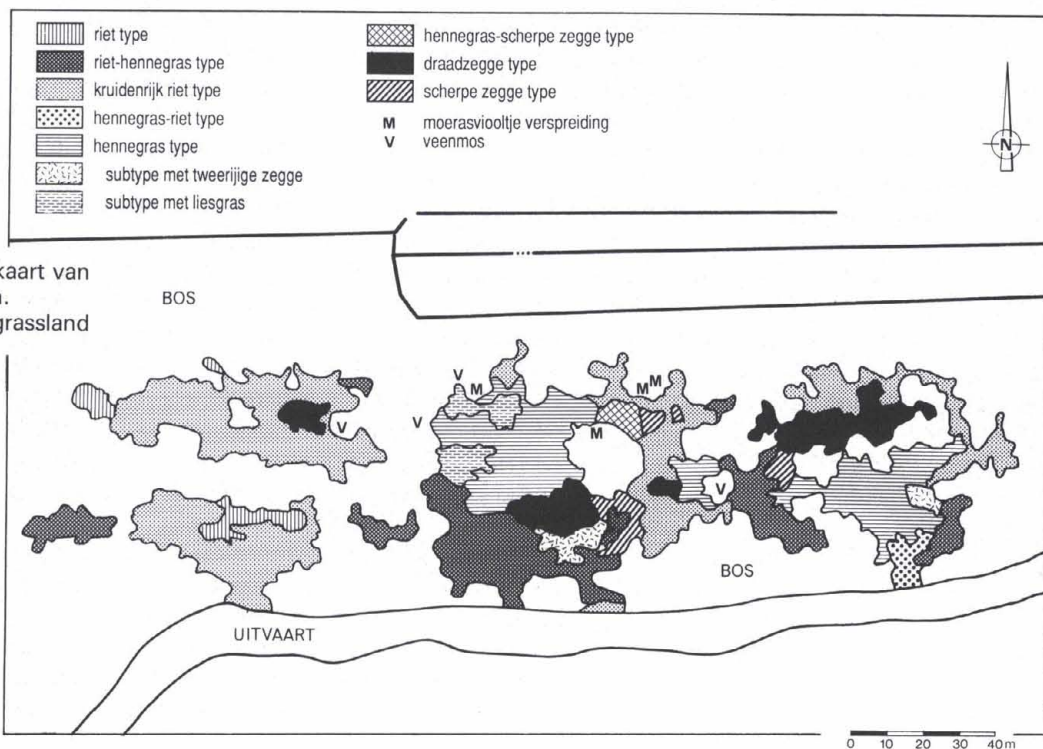 riet type
riet-hennegras type
kruidenrijk riet type
hennegras-riet type
hennegras type
subtype met tweerijige zegge
subtype met liesgras
hennegras-scherpe zegge type
draadzegge type
scherpe zegge type
M moerasviooltje verspreiding
V veenmos
N
kaart van
grassland
BOS
V
M
M M
V
M
V
V
BOS
UITVAART
0 10 20 30 40 m